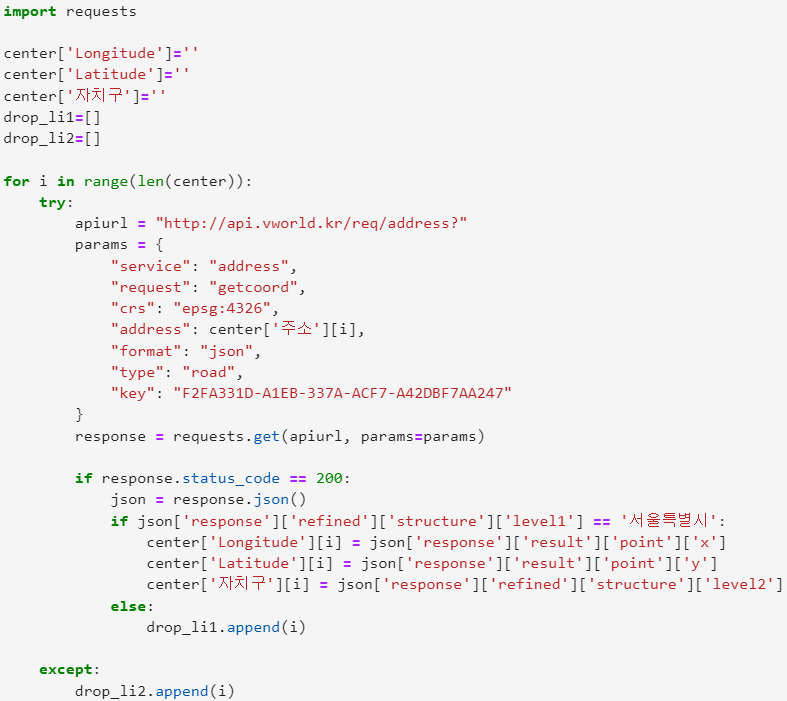 import requests

center['Longitude']=''
center['Latitude']=''
center['자치구']=''
drop_li1=[]
drop_li2=[]

for i in range(len(center)):
    try:
        apiurl = "http://api.vworld.kr/req/address?"
        params = {
            "service": "address",
            "request": "getcoord",
            "crs": "epsg:4326",
            "address": center['주소'][i],
            "format": "json",
            "type": "road",
            "key": "F2FA331D-A1EB-337A-ACF7-A42DBF7AA247"
        }
        response = requests.get(apiurl, params=params)

        if response.status_code == 200:
            json = response.json()
            if json['response']['refined']['structure']['level1'] == '서울특별시':
                center['Longitude'][i] = json['response']['result']['point']['x']
                center['Latitude'][i] = json['response']['result']['point']['y']
                center['자치구'][i] = json['response']['refined']['structure']['level2']
            else:
                drop_li1.append(i)

    except:
        drop_li2.append(i)